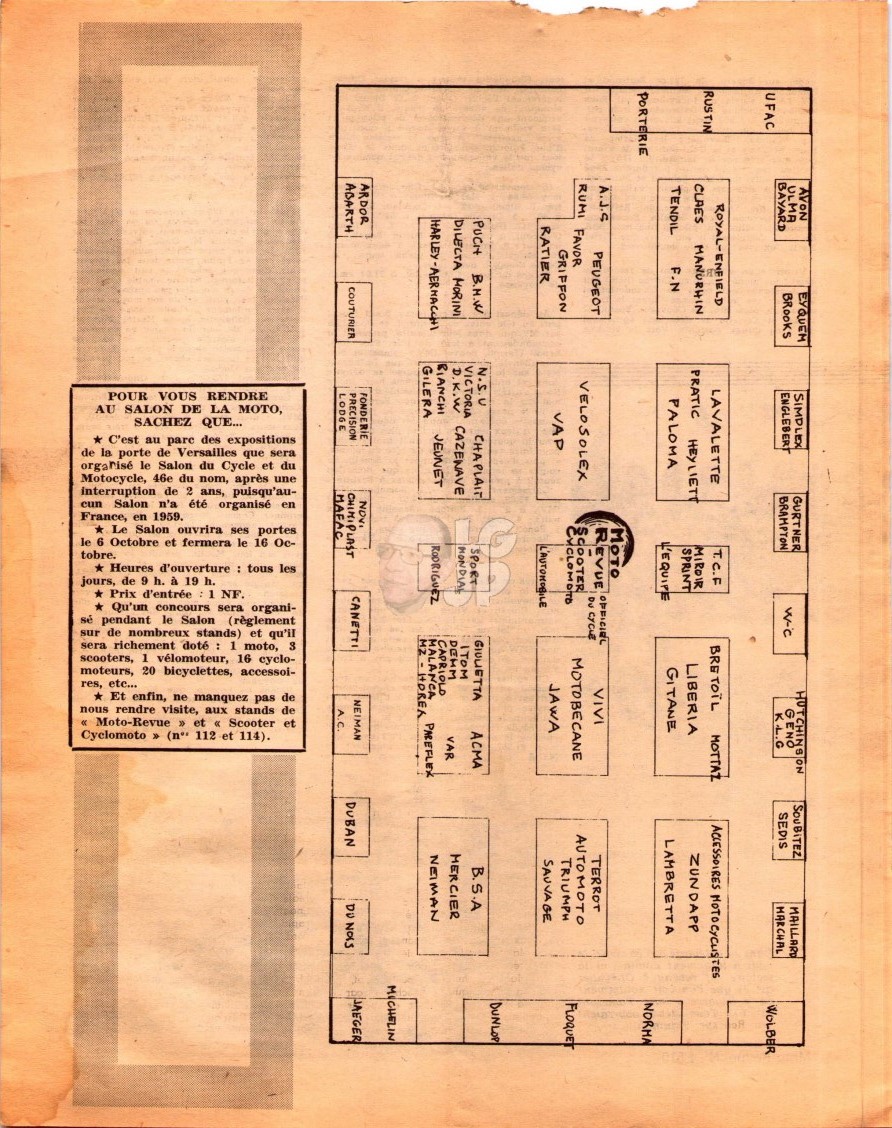 POUR VOUS RENDRE
AU SALON DE LA MOTO,
SACHEZ QUE...
★ C'est au parc des expositions
de la porte de Versailles que sera
organisé le Salon du Cycle et du
Motocycle, 46e du nom, après une
interruption de 2 ans, puisqu'au-
cun Salon n'a été organisé en
France, en 1959.
★ Le Salon ouvrira ses portes
le 6 Octobre et fermera le 16 Oc-
tobre.
★ Heures d'ouverture : tous les
jours, de 9 h. à 19 h.
★ Prix d'entrée : 1 NF.
★ Qu'un concours sera organi-
sé pendant le Salon (règlement
sur de nombreux stands) et qu'il
sera richement doté : 1 moto, 3
scooters, 1 vélomoteur, 16 cyclo-
moteurs, 20 bicyclettes, accessoi-
res, etc...
★ Et enfin, ne manquez pas de
nous rendre visite, aux stands de
« Moto-Revue » et « Scooter et
Cyclomoto » (nos 112 et 114).
UFAC
RUSTIN
PORTERIE
AVON
ULMA
BAYARD
EYQUEM
BROOKS
SIMPLEX
ENGLEBERT
GURTNER
BRAMPTON
W-C
HUTCHINSON
GENO
K.L.G
SOUBITEZ
SEDIS
MAILLARD
MARCHAL
WOLBER
ROYAL-ENFIELD
CLAES MANURHIN
TENDIL F.N
LAVALETTE
PRATIC HEYLIETT
PALOMA
T.C.F
MIROIR
SPRINT
L'EQUIPE
BRETOÏL MOTTAZ
LIBERIA
GITANE
ACCESSOIRES MOTOCYCLISTES
ZUNDAPP
LAMBRETTA
NORMA
A.J.S PEUGEOT
RUMI FAVOR
GRIFFON
RATIER
VELOSOLEX
VAP
MOTO
REVUE
SCOOTER
CYCLOMOTO
OFFICIEL
DU CYCLE
L'AUTOMOBILE
VIVI
MOTOBECANE
JAWA
TERROT
AUTOMOTO
TRIUMPH
SAUVAGE
FLOQUET
DUNLOP
PUCH B.M.W
DILECTA MORINI
HARLEY-AERMACCHI
N.S.U CHAPLAIT
VICTORIA
D.K.W CAZENAVE
BIANCHI JEUNET
GILERA
SPORT
MONDIAL
RODRIGUEZ
GIULIETTA ACMA
ITOM
DEMM VAR
CAPRIOLO
MALANCA PAREFLEX
MZ-HOREX
B.S.A
MERCIER
NEIMAN
MICHELIN
JAEGER
ARDOR
ABARTH
COUTURIER
FONDERIE
PRECISION
LODGE
NOVI
CHIMIPLAST
MAFAC
CANETTI
NEIMAN
A.C.
DUBAN
DUNOIS